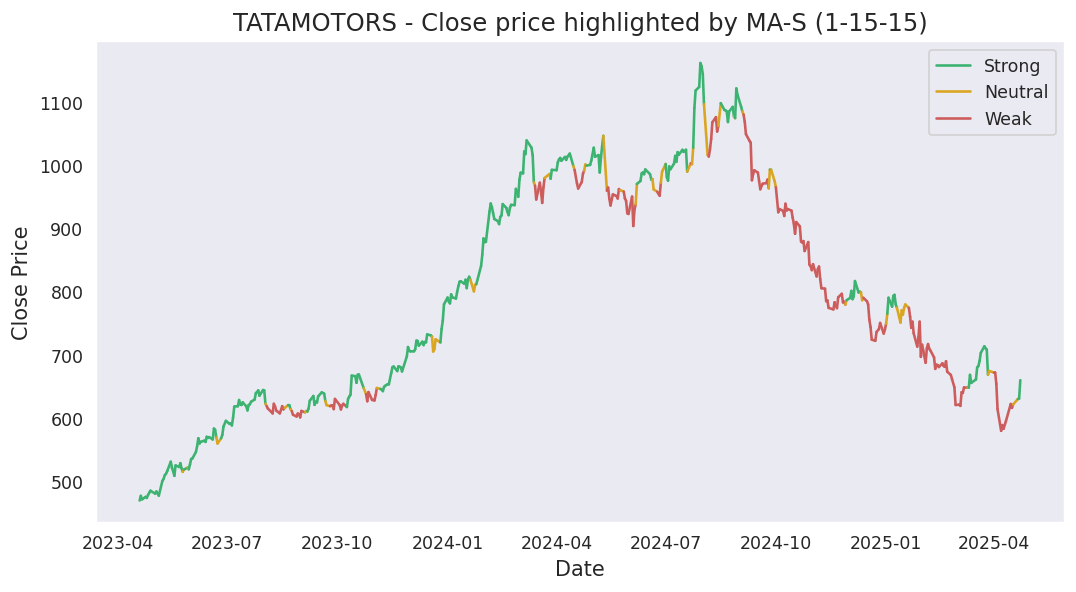 TATAMOTORS - Close price highlighted by MA-S (1-15-15)
Strong
Neutral
Weak
Close Price
1100
1000
900
800
700
600
500
2023-04 2023-07 2023-10 2024-01 2024-04 2024-07 2024-10 2025-01 2025-04
Date